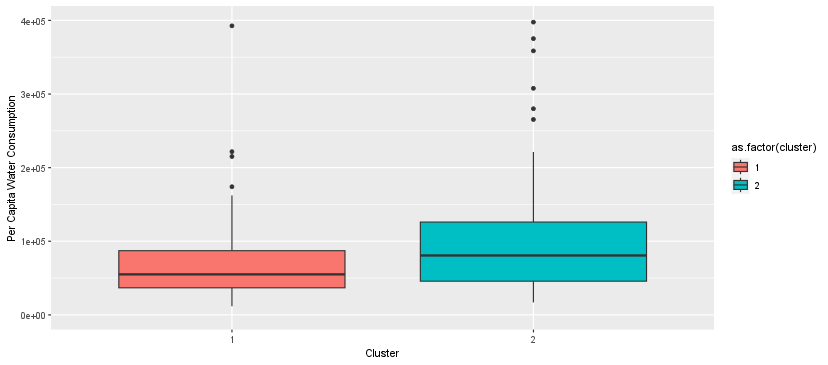 4e+05
3e+05
2e+05
1e+05
0e+00
Per Capita Water Consumption
1
2
Cluster
as.factor(cluster)
1
2